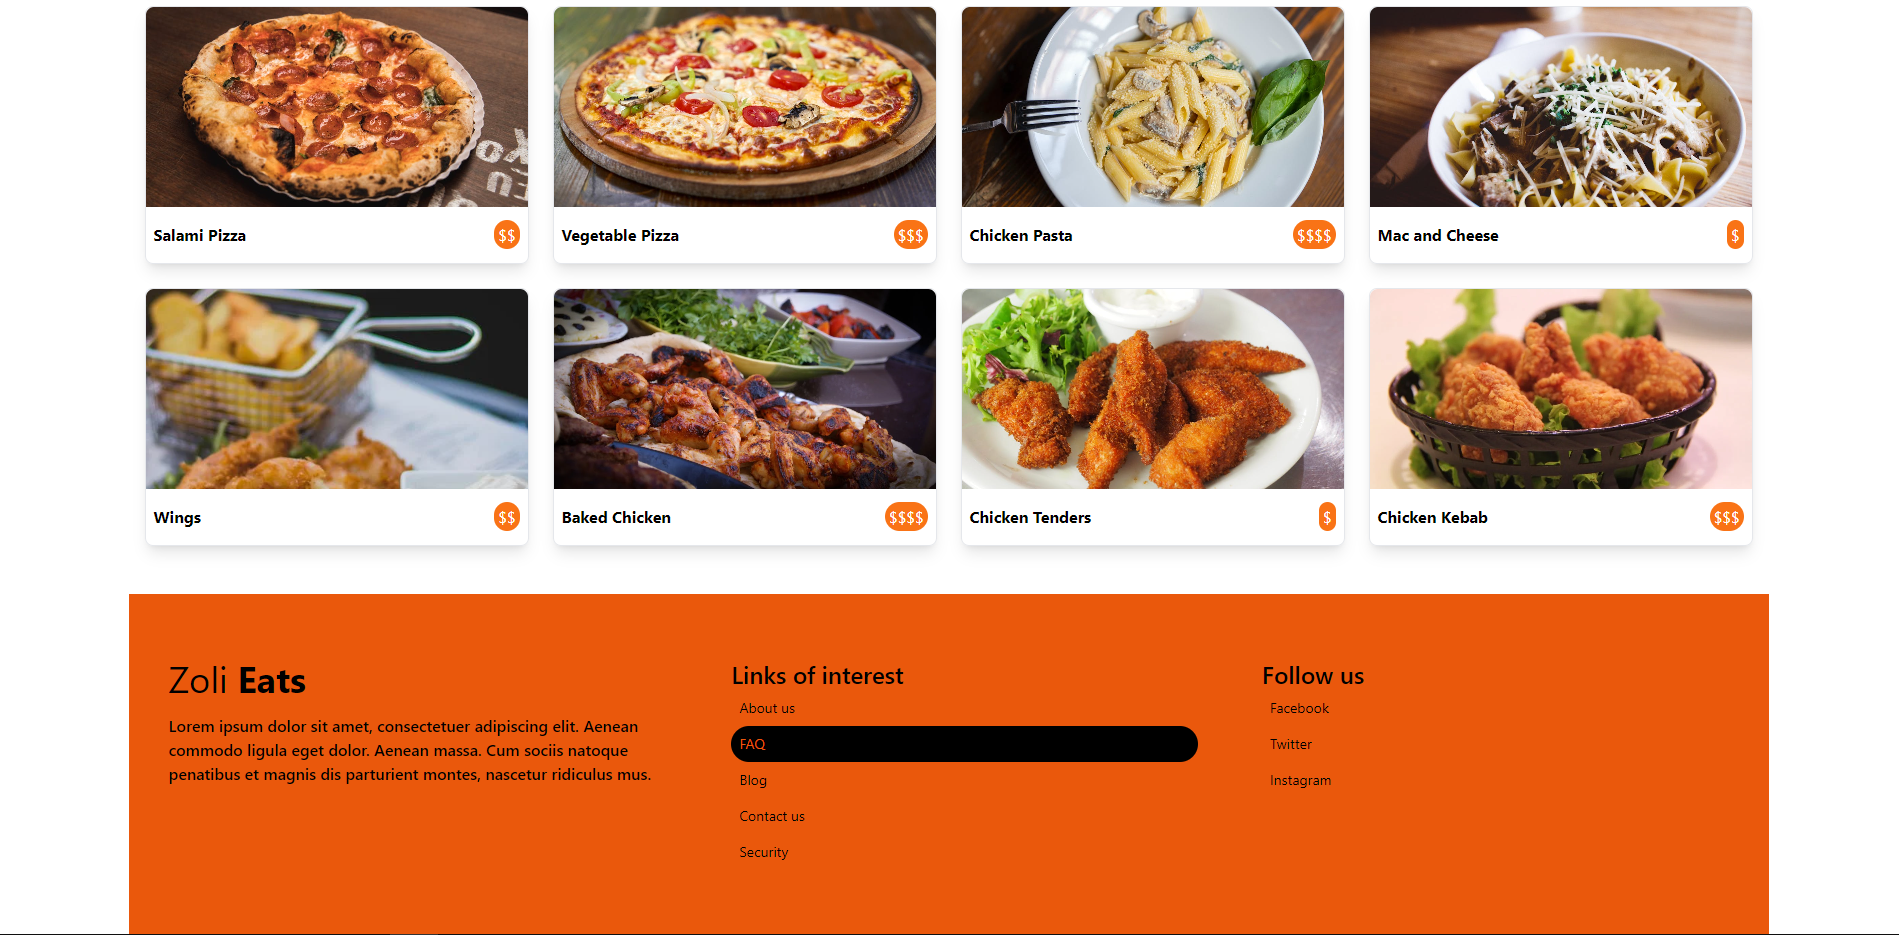 Salami Pizza $$
Vegetable Pizza $$$
Chicken Pasta $$$$
Mac and Cheese $
Wings $$
Baked Chicken $$$$
Chicken Tenders $
Chicken Kebab $$$
Zoli Eats
Lorem ipsum dolor sit amet, consectetuer adipiscing elit. Aenean
commodo ligula eget dolor. Aenean massa. Cum sociis natoque
penatibus et magnis dis parturient montes, nascetur ridiculus mus.
Links of interest
About us
FAQ
Blog
Contact us
Security
Follow us
Facebook
Twitter
Instagram